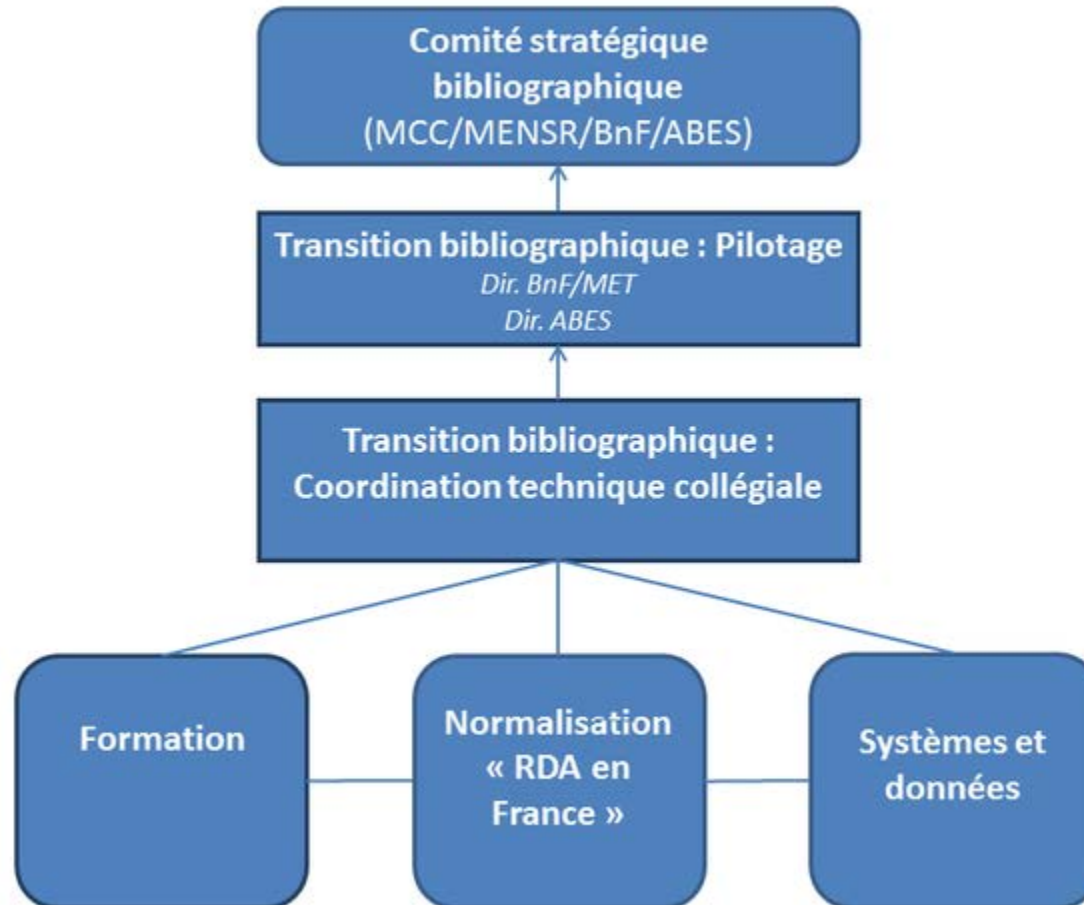 Comité stratégique
bibliographique
(MCC/MENSR/BnF/ABES)
Transition bibliographique : Pilotage
Dir. BnF/MET
Dir. ABES
Transition bibliographique :
Coordination technique collégiale
Formation
Normalisation
« RDA en
France »
Systèmes et
données